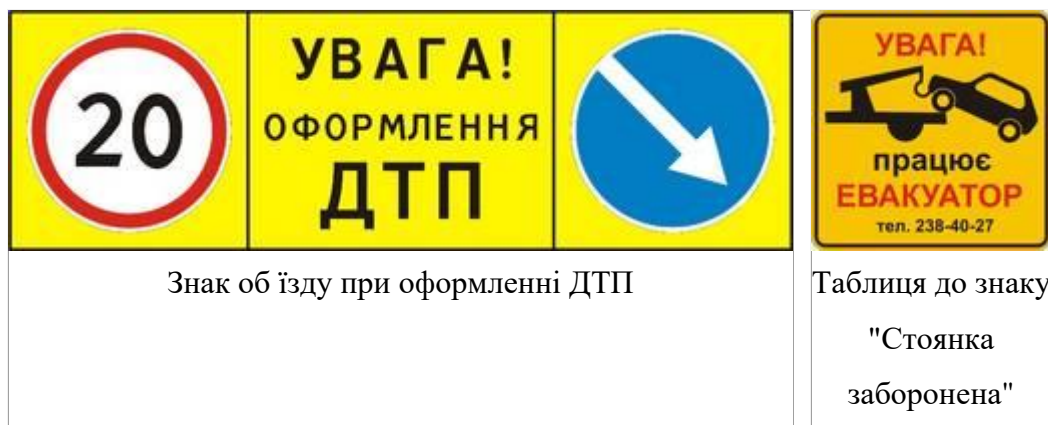 20
УВАГА!
ОФОРМЛЕННЯ
ДТП
Знак об їзду при оформленні ДТП
УВАГА!
працює
ЕВАКУАТОР
тел. 238-40-27
Таблиця до знаку
"Стоянка
заборонена"